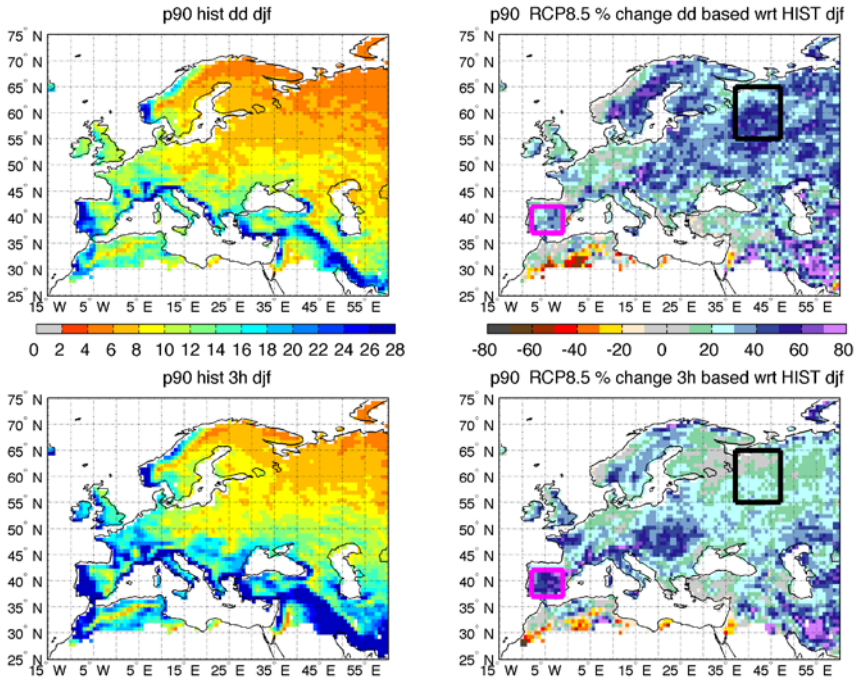 p90 hist dd djf
75° N
70° N
65° N
60° N
55° N
50° N
45° N
40° N
35° N
30° N
25° N
15° W 5° W 5° E 15° E 25° E 35° E 45° E 55° E
0 2 4 6 8 10 12 14 16 18 20 22 24 26 28
p90 RCP8.5 % change dd based wrt HIST djf
75° N
70° N
65° N
60° N
55° N
50° N
45° N
40° N
35° N
30° N
25° N
15° W 5° W 5° E 15° E 25° E 35° E 45° E 55° E
-80 -60 -40 -20 0 20 40 60 80
p90 hist 3h djf
75° N
70° N
65° N
60° N
55° N
50° N
45° N
40° N
35° N
30° N
25° N
15° W 5° W 5° E 15° E 25° E 35° E 45° E 55° E
p90 RCP8.5 % change 3h based wrt HIST djf
75° N
70° N
65° N
60° N
55° N
50° N
45° N
40° N
35° N
30° N
25° N
15° W 5° W 5° E 15° E 25° E 35° E 45° E 55° E